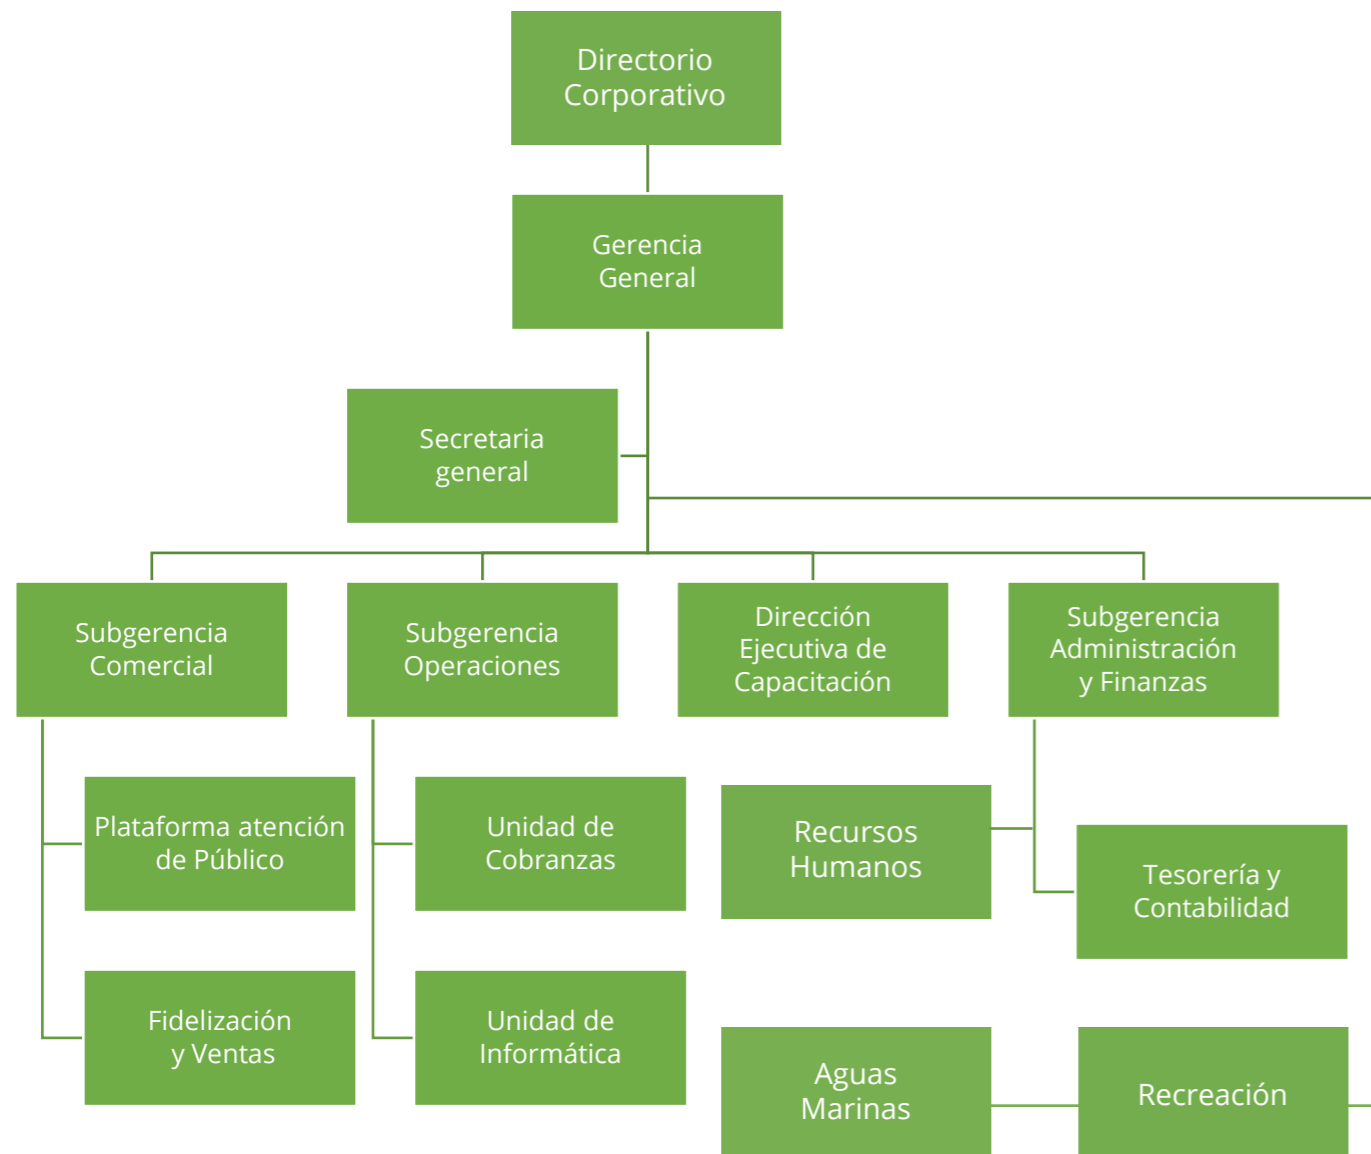 Directorio
Corporativo
Gerencia
General
Secretaria
general
Subgerencia
Comercial
Subgerencia
Operaciones
Dirección
Ejecutiva de
Capacitación
Subgerencia
Administración
y Finanzas
Plataforma atención
de Público
Unidad de
Cobranzas
Recursos
Humanos
Tesorería y
Contabilidad
Fidelización
y Ventas
Unidad de
Informática
Aguas
Marinas
Recreación